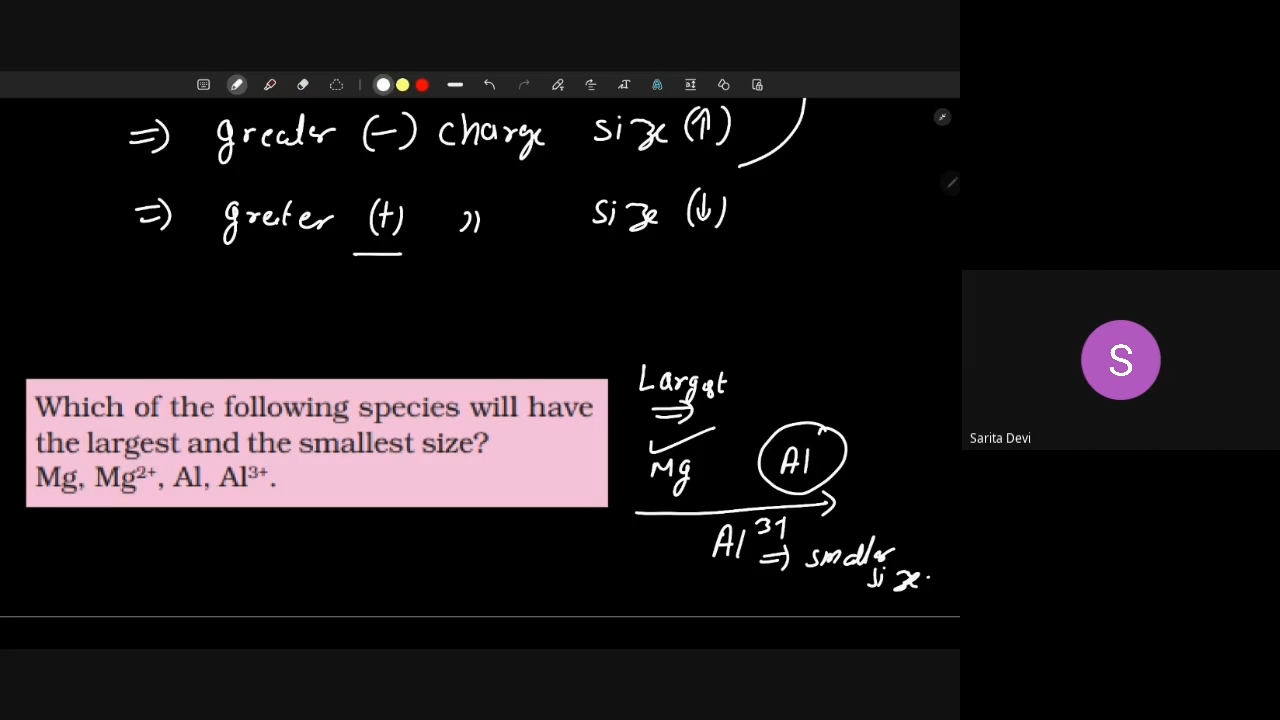 => greater (-) charge size (↑)
=> greter (+) " size (↓)
Which of the following species will have
the largest and the smallest size?
Mg, Mg²⁺, Al, Al³⁺.
Largest
=>
Mg Al
Al³⁺ => smaller
size.
Sarita Devi
S